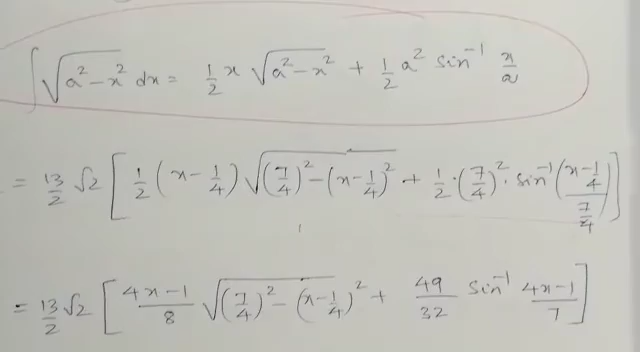 ∫ √(a² − x²) dx = 1/2 x √(a² − x²) + 1/2 a² sin⁻¹ x/a
= 13/2 √2 [ 1/2 (x − 1/4) √((7/4)² − (x − 1/4)²) + 1/2 · (7/4)² · sin⁻¹ ((x − 1/4)/(7/4)) ]
= 13/2 √2 [ (4x − 1)/8 √((7/4)² − (x − 1/4)²) + 49/32 sin⁻¹ (4x − 1)/7 ]